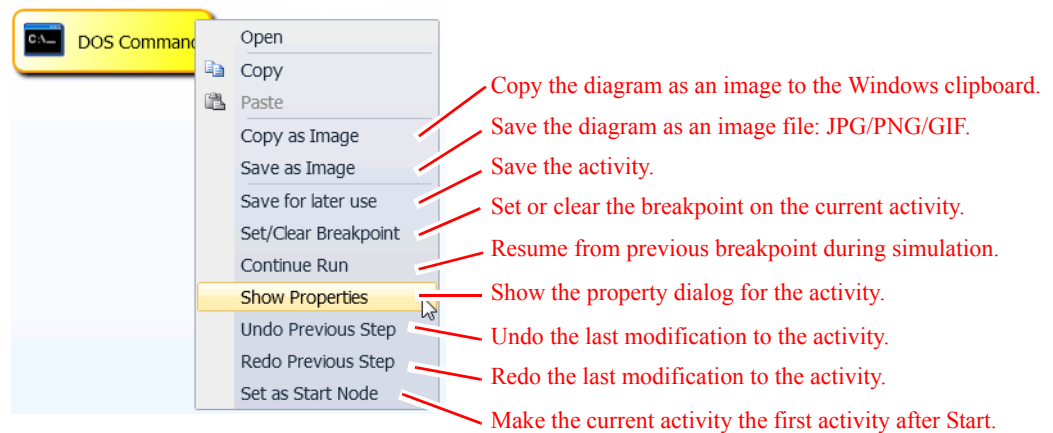 C:\_
DOS Command
Open
Copy
Paste
Copy as Image
Save as Image
Save for later use
Set/Clear Breakpoint
Continue Run
Show Properties
Undo Previous Step
Redo Previous Step
Set as Start Node
Copy the diagram as an image to the Windows clipboard.
Save the diagram as an image file: JPG/PNG/GIF.
Save the activity.
Set or clear the breakpoint on the current activity.
Resume from previous breakpoint during simulation.
Show the property dialog for the activity.
Undo the last modification to the activity.
Redo the last modification to the activity.
Make the current activity the first activity after Start.